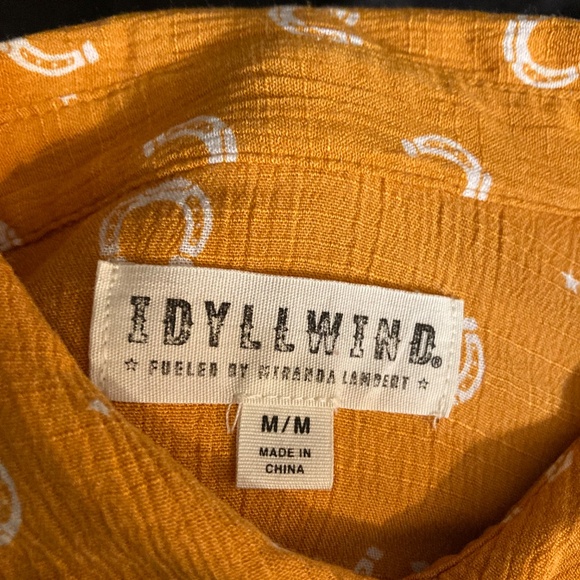 IDYLLWIND®
☆ FUELED BY MIRANDA LAMBERT ☆
M/M
MADE IN
CHINA